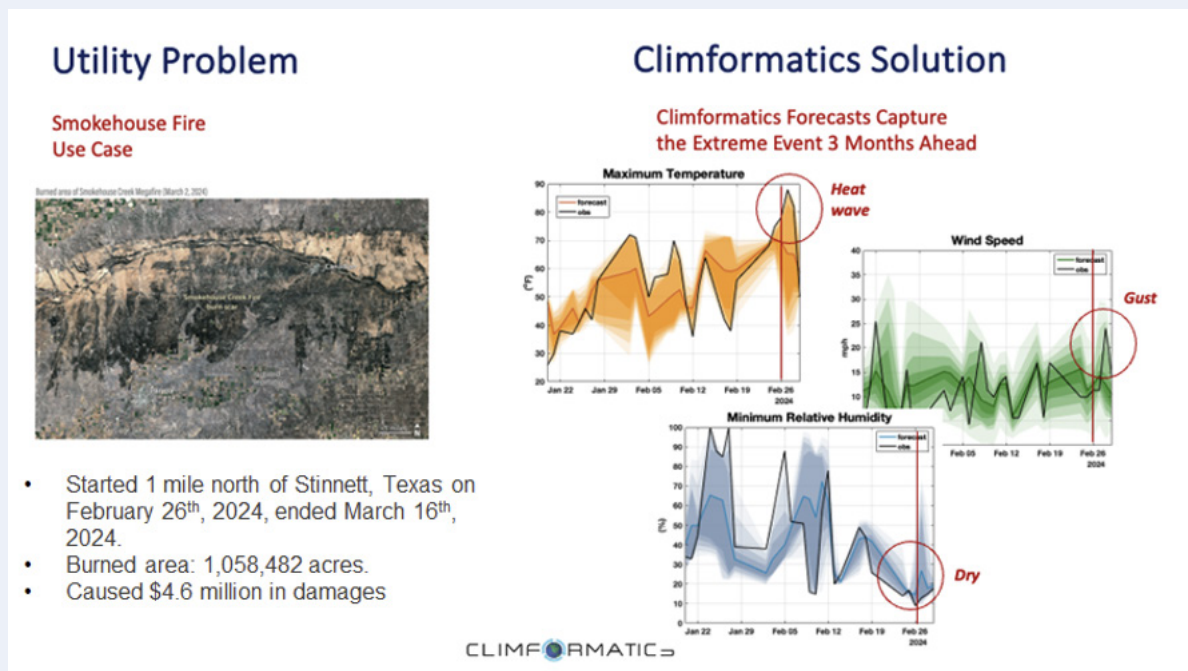 Utility Problem
Smokehouse Fire
Use Case
Burned area of Smokehouse Creek Megafire (March 2, 2024)
Smokehouse Creek Fire
burn scar
• Started 1 mile north of Stinnett, Texas on
February 26th, 2024, ended March 16th,
2024.
• Burned area: 1,058,482 acres.
• Caused $4.6 million in damages
Climformatics Solution
Climformatics Forecasts Capture
the Extreme Event 3 Months Ahead
Maximum Temperature
forecast
obs
90
80
70
60
50
40
30
20
(°F)
Jan 22 Jan 29 Feb 05 Feb 12 Feb 19 Feb 26
2024
Heat
wave
Wind Speed
forecast
obs
40
35
30
25
20
15
10
mph
Feb 05 Feb 12 Feb 19 Feb 26
2024
Gust
Minimum Relative Humidity
forecast
obs
100
90
80
70
60
50
40
30
20
10
0
(%)
Jan 22 Jan 29 Feb 05 Feb 12 Feb 19 Feb 26
2024
Dry
CLIMFORMATICS